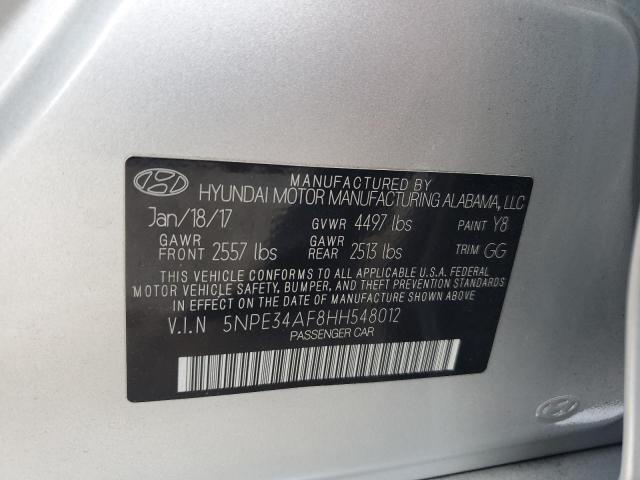 MANUFACTURED BY
HYUNDAI MOTOR MANUFACTURING ALABAMA, LLC
Jan/18/17 GVWR 4497 lbs PAINT Y8
GAWR FRONT 2557 lbs GAWR REAR 2513 lbs TRIM GG
THIS VEHICLE CONFORMS TO ALL APPLICABLE U.S.A. FEDERAL
MOTOR VEHICLE SAFETY, BUMPER, AND THEFT PREVENTION STANDARDS
IN EFFECT ON THE DATE OF MANUFACTURE SHOWN ABOVE.
V.I.N 5NPE34AF8HH548012
PASSENGER CAR